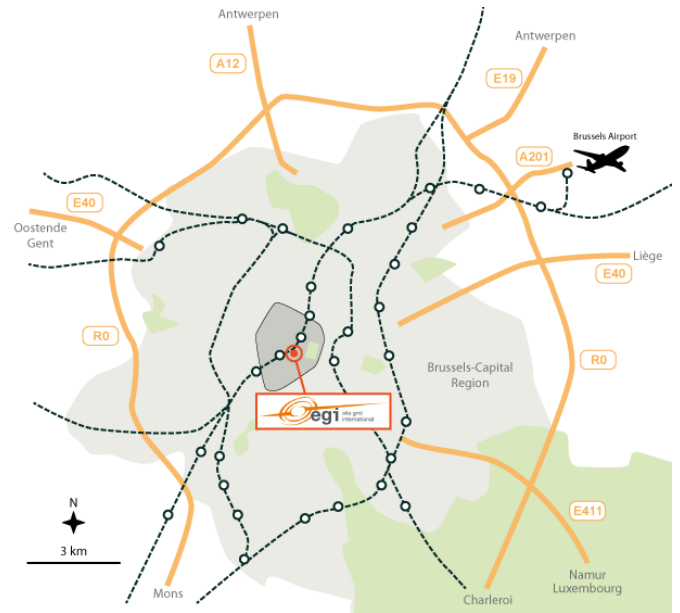 Antwerpen
Antwerpen
A12
E19
Brussels Airport
A201
E40
Oostende
Gent
Liège
E40
R0
R0
Brussels-Capital
Region
egi
international
E411
N
3 km
Mons
Charleroi
Namur
Luxembourg